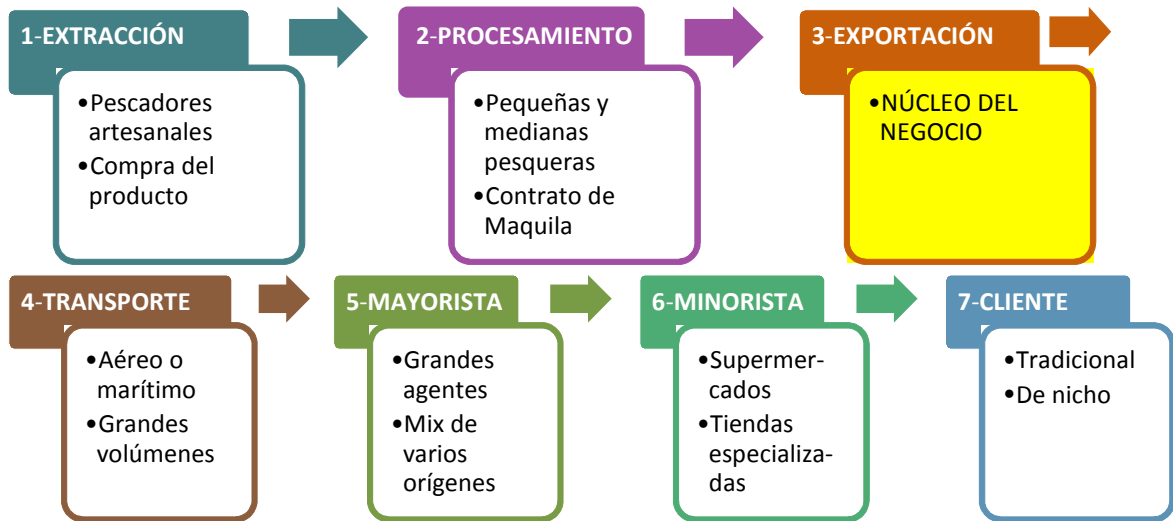 1-EXTRACCIÓN
•Pescadores
artesanales
•Compra del
producto
2-PROCESAMIENTO
•Pequeñas y
medianas
pesqueras
•Contrato de
Maquila
3-EXPORTACIÓN
•NÚCLEO DEL
NEGOCIO
4-TRANSPORTE
•Aéreo o
marítimo
•Grandes
volúmenes
5-MAYORISTA
•Grandes
agentes
•Mix de
varios
orígenes
6-MINORISTA
•Supermer-
cados
•Tiendas
especializa-
das
7-CLIENTE
•Tradicional
•De nicho